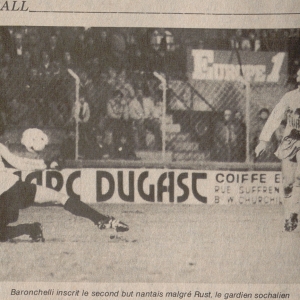 ALL
EUROPE 1
MARC DUGAST
COIFFE E
RUE SUFFREN
B W. CHURCHIL
Baronchelli inscrit le second but nantais malgré Rust, le gardien sochalien